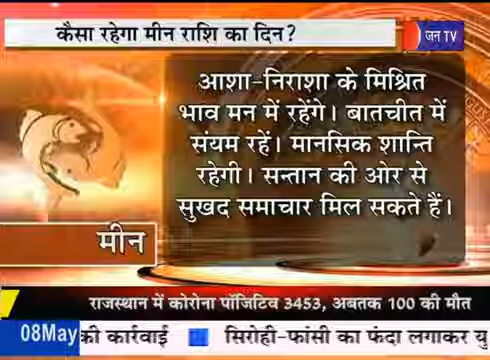 कैसा रहेगा मीन राशि का दिन?
जन TV
आशा-निराशा के मिश्रित
भाव मन में रहेंगे। बातचीत में
संयम रहें। मानसिक शान्ति
रहेगी। सन्तान की ओर से
सुखद समाचार मिल सकते हैं।
मीन
राजस्थान में कोरोना पॉजिटिव 3453, अबतक 100 की मौत
08May की कार्रवाई सिरोही-फांसी का फंदा लगाकर यु